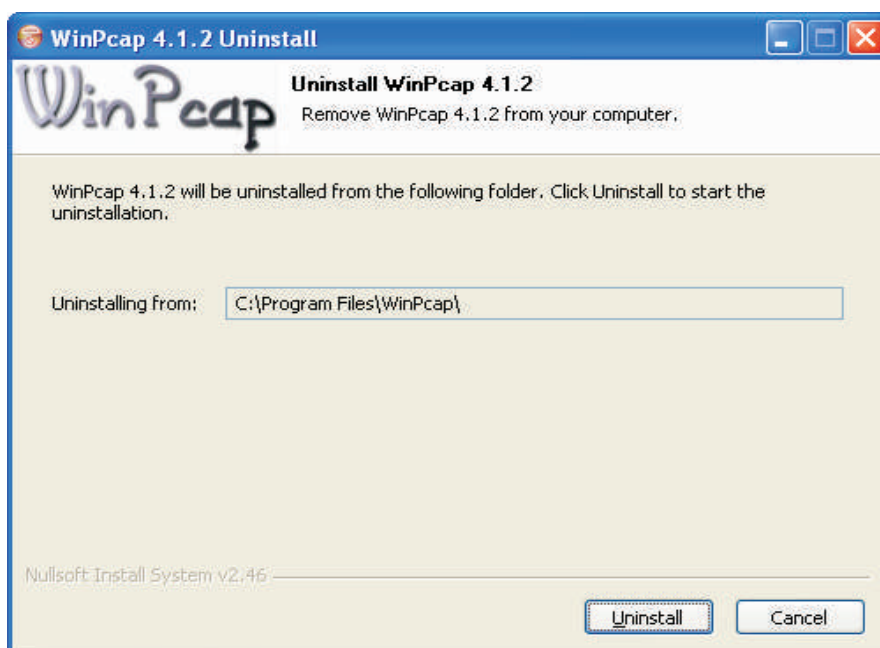 WinPcap 4.1.2 Uninstall
WinPcap
Uninstall WinPcap 4.1.2
Remove WinPcap 4.1.2 from your computer.
WinPcap 4.1.2 will be uninstalled from the following folder. Click Uninstall to start the
uninstallation.
Uninstalling from: C:\Program Files\WinPcap\
Nullsoft Install System v2.46
Uninstall Cancel